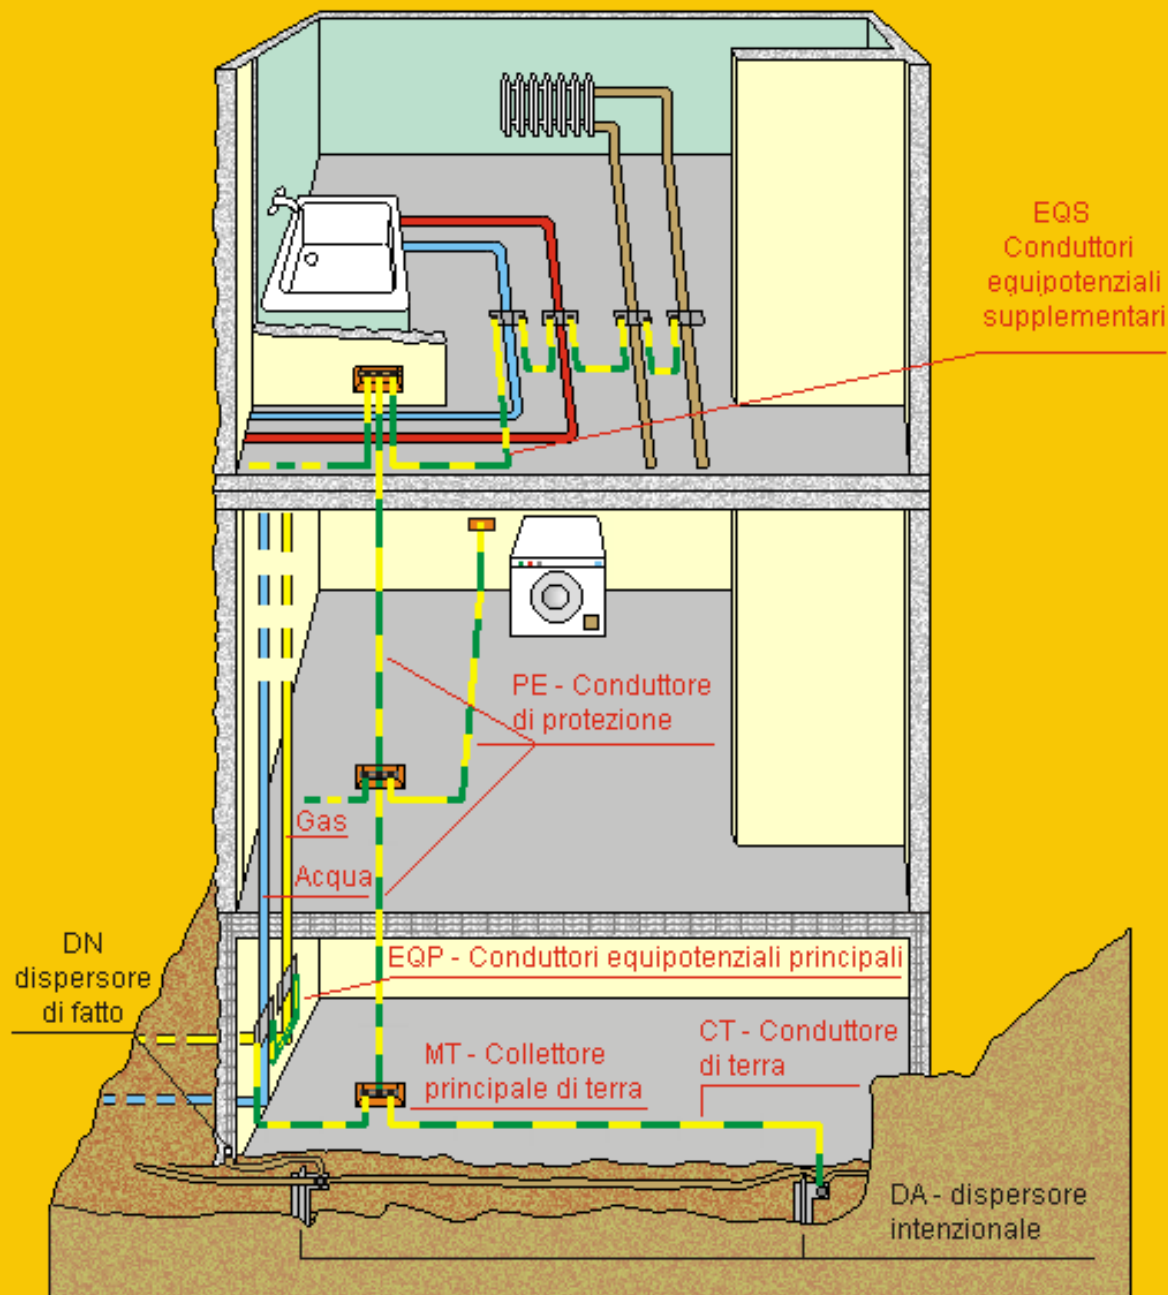 EQS
Conduttori
equipotenziali
supplementari
PE - Conduttore
di protezione
Gas
Acqua
DN
dispersore
di fatto
EQP - Conduttori equipotenziali principali
MT - Collettore
principale di terra
CT - Conduttore
di terra
DA - dispersore
intenzionale